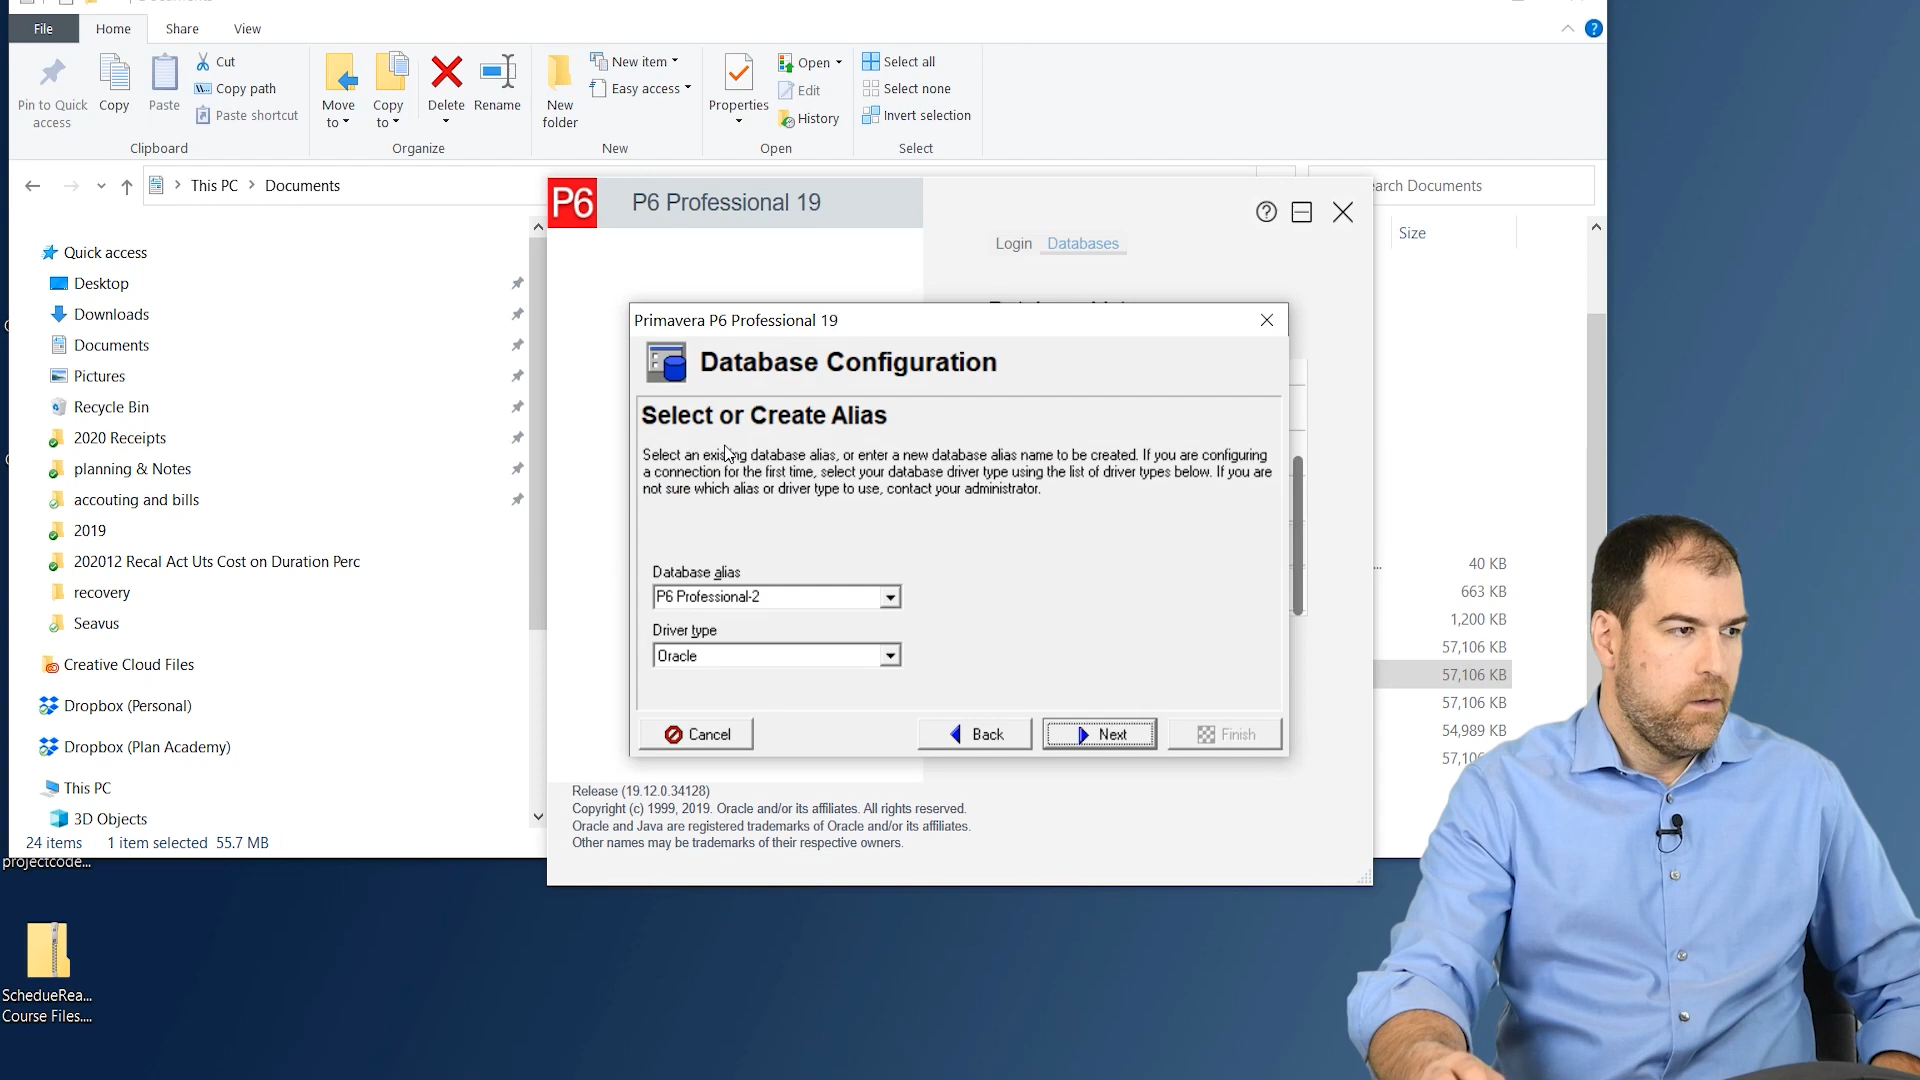 File
Home
Share
View
Pin to Quick
access
Copy
Paste
Cut
Copy path
Paste shortcut
Clipboard
Move
to
Copy
to
Delete
Rename
Organize
New
folder
New item
Easy access
New
Properties
Open
Edit
History
Open
Select all
Select none
Invert selection
Select
This PC
Documents
arch Documents
Size
Quick access
Desktop
Downloads
Documents
Pictures
Recycle Bin
2020 Receipts
planning & Notes
accouting and bills
2019
202012 Recal Act Uts Cost on Duration Perc
recovery
Seavus
Creative Cloud Files
Dropbox (Personal)
Dropbox (Plan Academy)
This PC
3D Objects
24 items 1 item selected 55.7 MB
projectcode...
SchedueRea...
Course Files....
P6
P6 Professional 19
Login Databases
Primavera P6 Professional 19
Database Configuration
Select or Create Alias
Select an existing database alias, or enter a new database alias name to be created. If you are configuring
a connection for the first time, select your database driver type using the list of driver types below. If you are
not sure which alias or driver type to use, contact your administrator.
Database alias
P6 Professional-2
Driver type
Oracle
Cancel
Back
Next
Finish
Release (19.12.0.34128)
Copyright (c) 1999, 2019. Oracle and/or its affiliates. All rights reserved.
Oracle and Java are registered trademarks of Oracle and/or its affiliates.
Other names may be trademarks of their respective owners.
40 KB
663 KB
1,200 KB
57,106 KB
57,106 KB
57,106 KB
54,989 KB
57,10